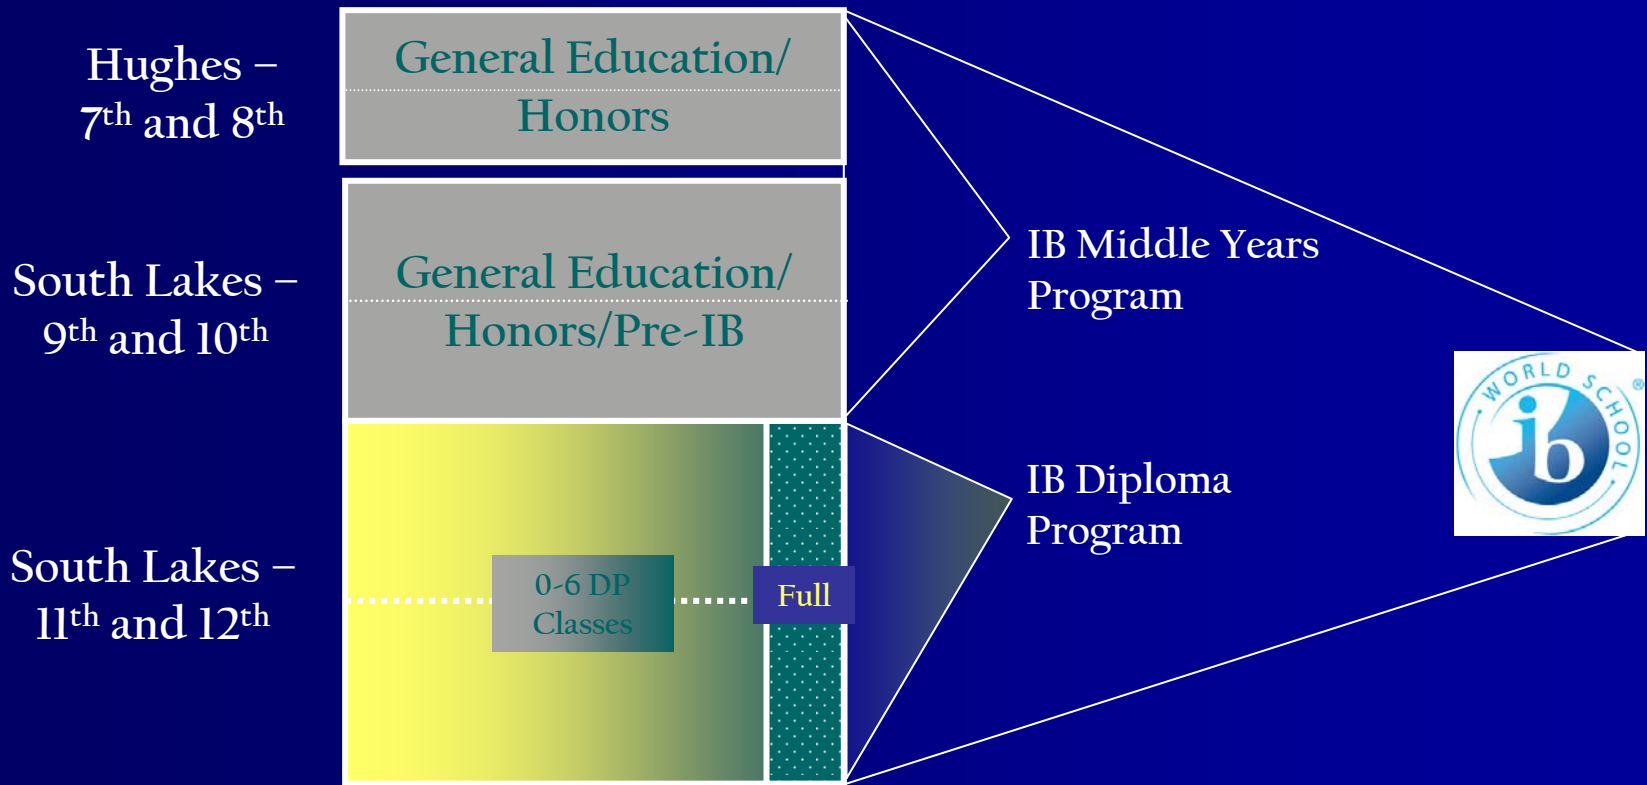 Hughes –
7th and 8th
General Education/
Honors
South Lakes –
9th and 10th
General Education/
Honors/Pre-IB
IB Middle Years
Program
WORLD SCHOOL ®
ib
South Lakes –
11th and 12th
0-6 DP
Classes
Full
IB Diploma
Program